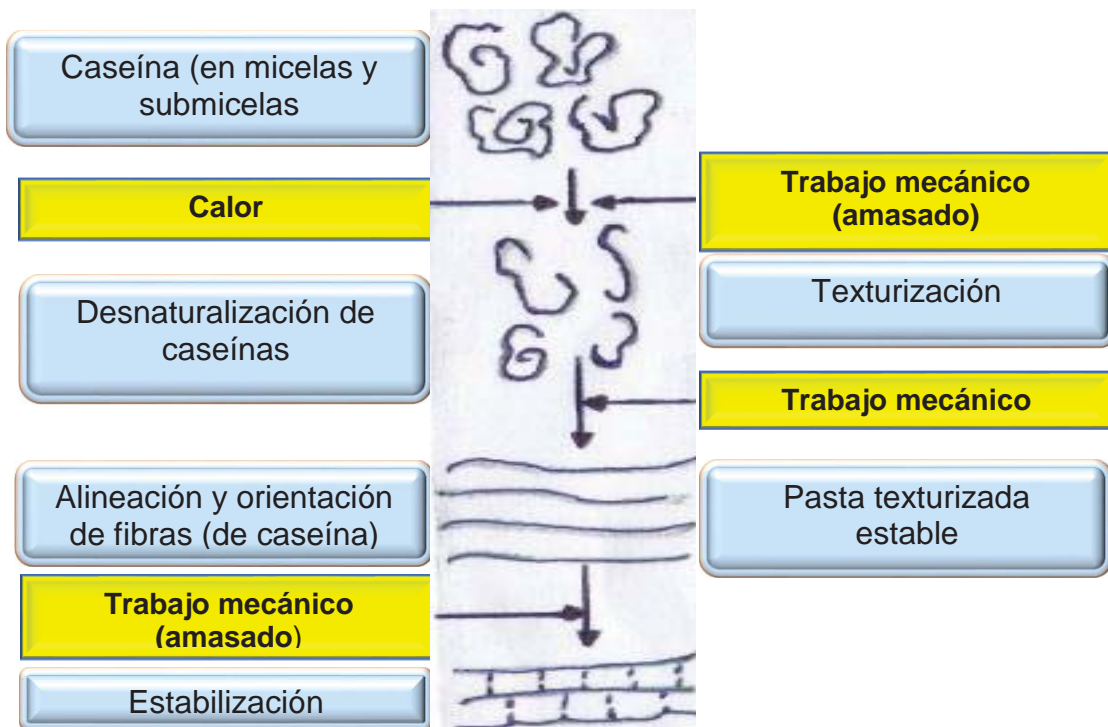 Caseína (en micelas y
submicelas
Calor
Trabajo mecánico
(amasado)
Desnaturalización de
caseínas
Texturización
Trabajo mecánico
Alineación y orientación
de fibras (de caseína)
Pasta texturizada
estable
Trabajo mecánico
(amasado)
Estabilización